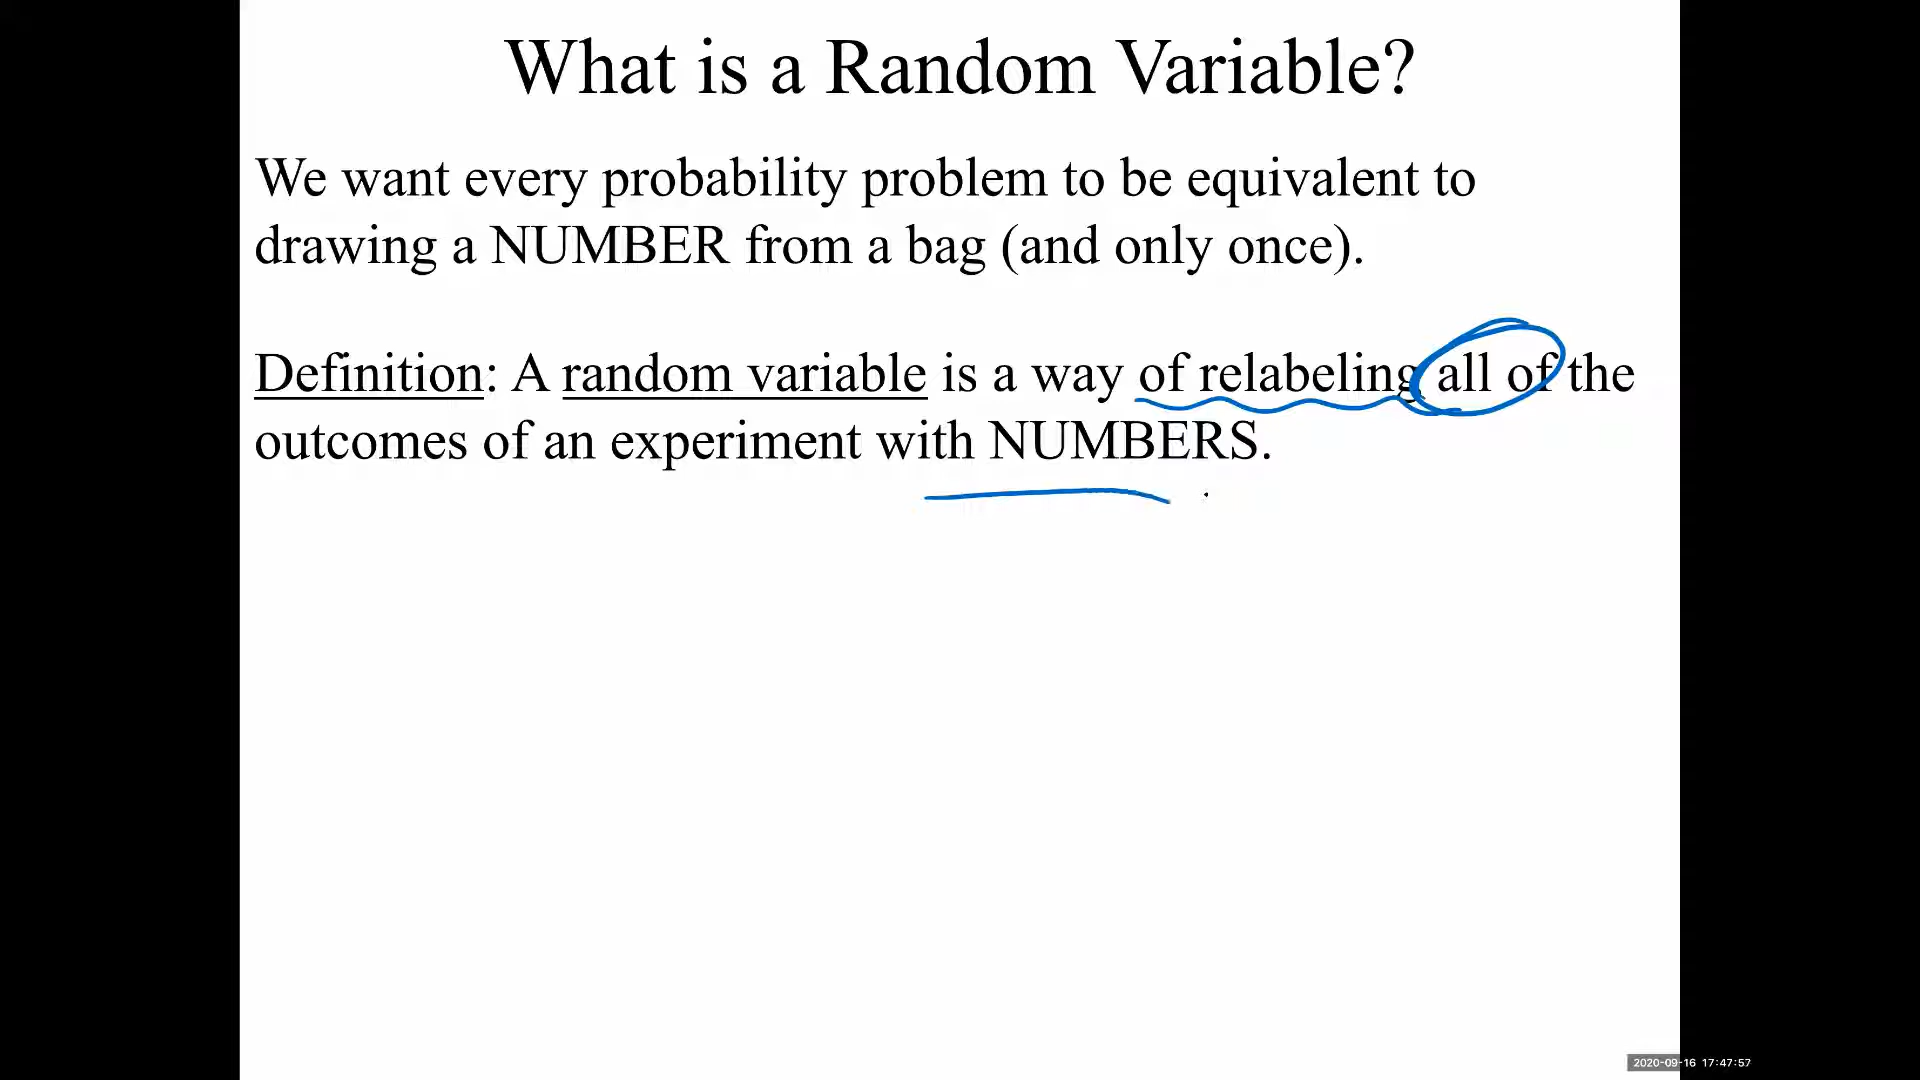 What is a Random Variable?
We want every probability problem to be equivalent to
drawing a NUMBER from a bag (and only once).
Definition: A random variable is a way of relabeling all of the
outcomes of an experiment with NUMBERS.
2020-09-16 17:47:57